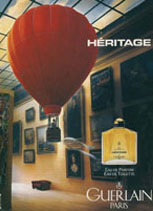 HÉRITAGE
EAU DE PARFUM
EAU DE TOILETTE
GUERLAIN
PARIS